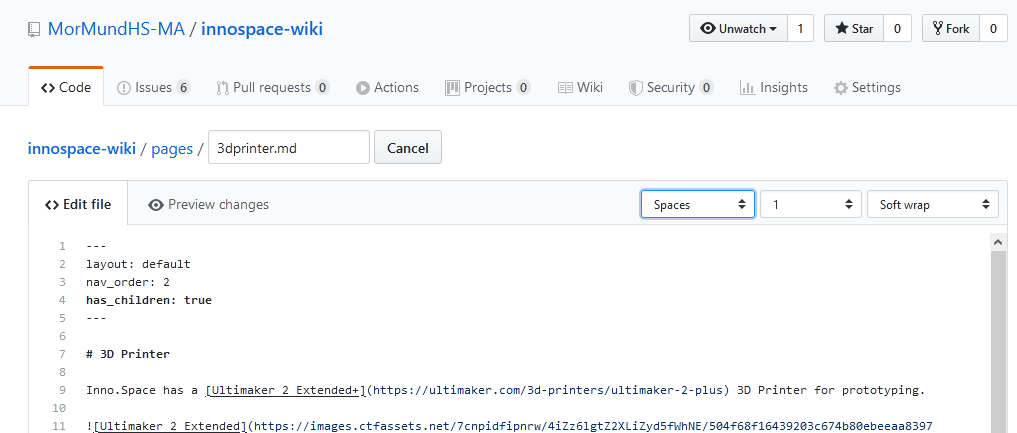 MorMundHS-MA / innospace-wiki
Unwatch 1 Star 0 Fork 0
Code Issues 6 Pull requests 0 Actions Projects 0 Wiki Security 0 Insights Settings
innospace-wiki / pages / 3dprinter.md Cancel
Edit file Preview changes Spaces 1 Soft wrap
1 ---
2 layout: default
3 nav_order: 2
4 has_children: true
5 ---
6
7 # 3D Printer
8
9 Inno.Space has a [Ultimaker 2 Extended+](https://ultimaker.com/3d-printers/ultimaker-2-plus) 3D Printer for prototyping.
10
11 ![Ultimaker 2 Extended](https://images.ctfassets.net/7cnpidfipnrw/4iZz6lgtZ2XLiZyd5fWhNE/504f68f16439203c674b80ebeeaa8397